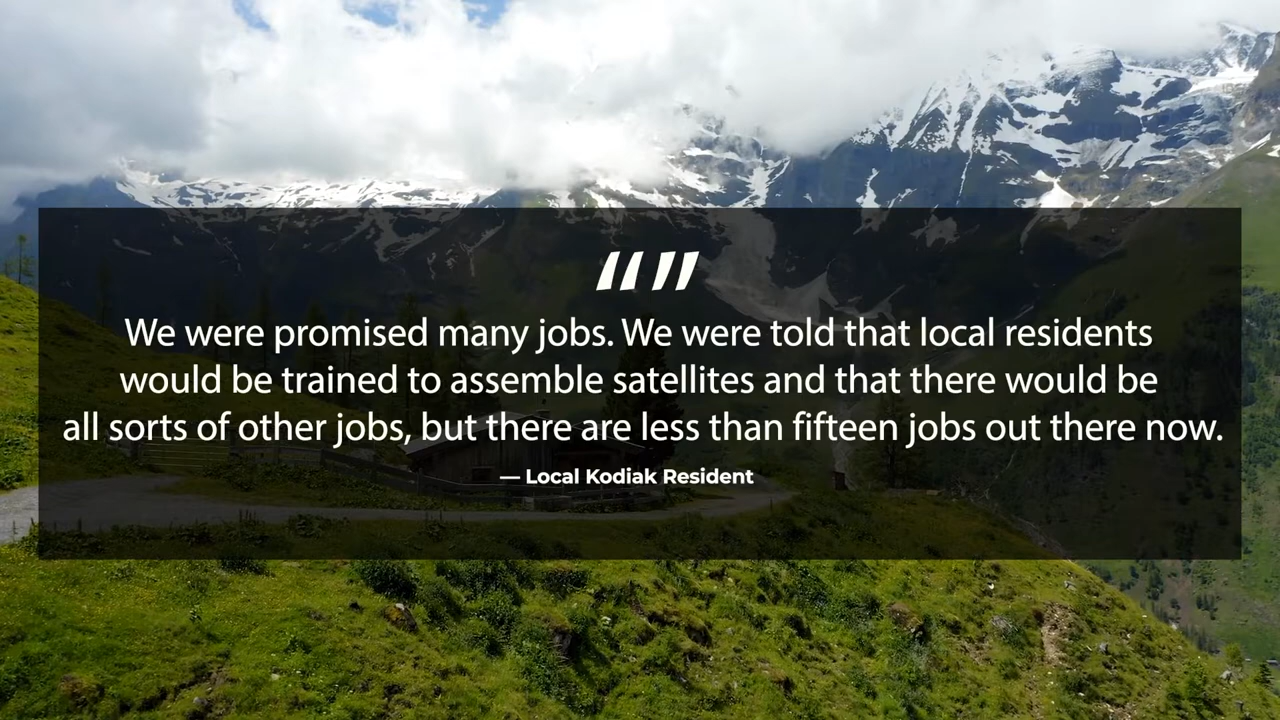 ""
We were promised many jobs. We were told that local residents
would be trained to assemble satellites and that there would be
all sorts of other jobs, but there are less than fifteen jobs out there now.
— Local Kodiak Resident